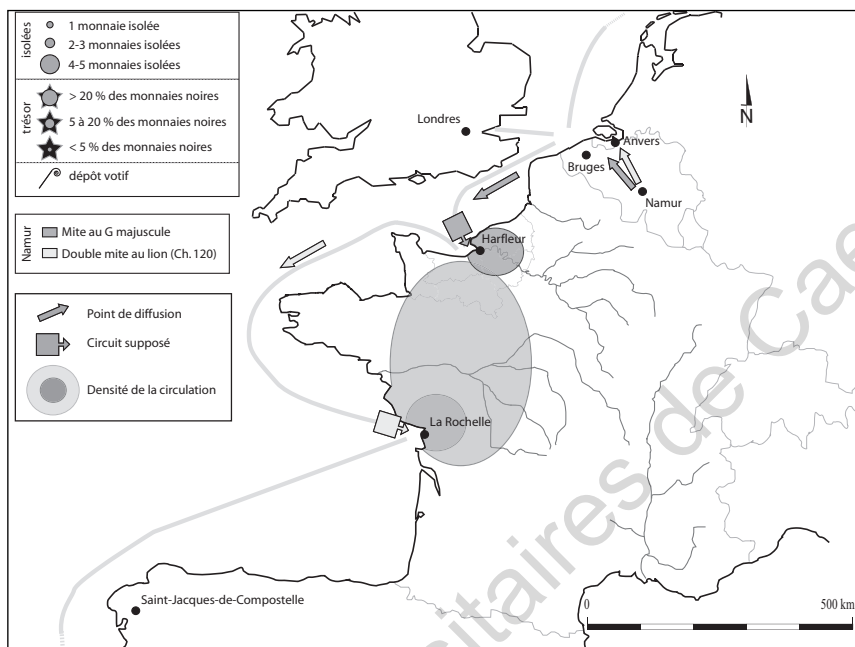 isolées
1 monnaie isolée
2-3 monnaies isolées
4-5 monnaies isolées
trésor
> 20 % des monnaies noires
5 à 20 % des monnaies noires
< 5 % des monnaies noires
dépôt votif
Namur
Mite au G majuscule
Double mite au lion (Ch. 120)
Point de diffusion
Circuit supposé
Densité de la circulation
Londres
Anvers
Bruges
Namur
N
Harfleur
La Rochelle
Saint-Jacques-de-Compostelle
0
500 km
sitaires de Cae